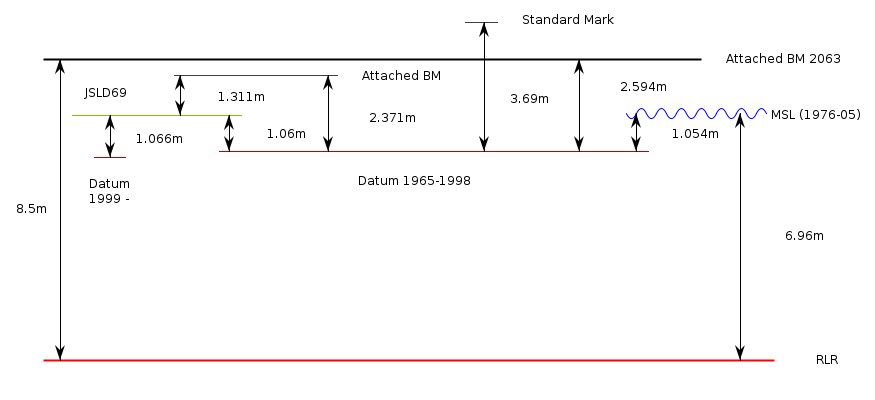 Standard Mark
Attached BM 2063
Attached BM
JSLD69
2.594m
1.311m
3.69m
MSL (1976-05)
2.371m
1.066m
1.06m
1.054m
Datum
1999 -
Datum 1965-1998
8.5m
6.96m
RLR